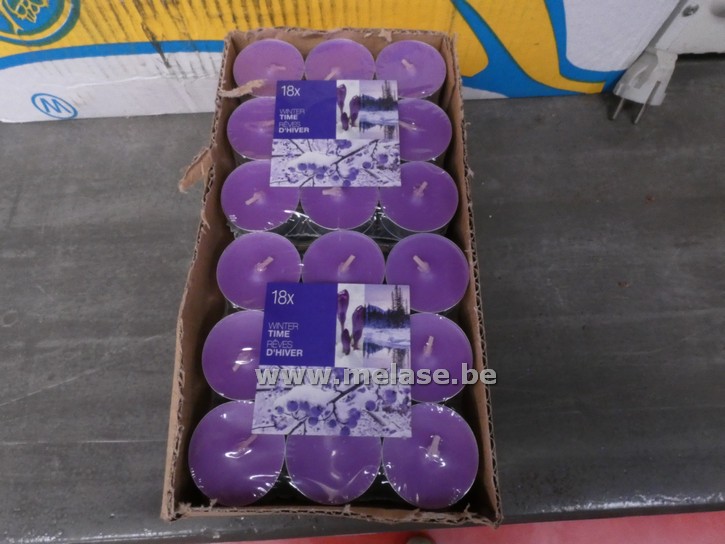 18x
WINTER
TIME
RÊVES
D'HIVER
18x
WINTER
TIME
RÊVES
D'HIVER
www.melase.be
M